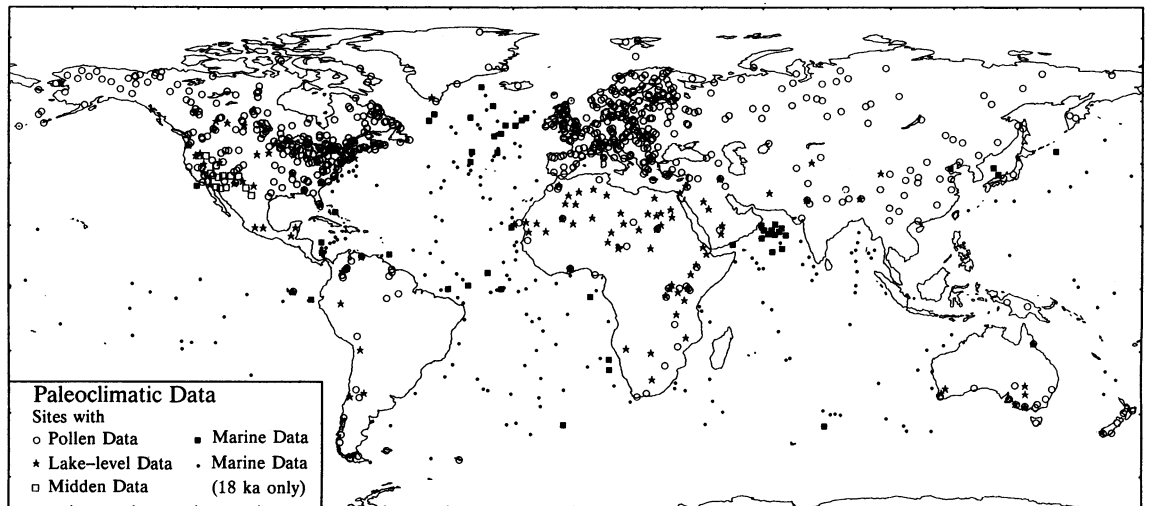 Paleoclimatic Data
Sites with
Pollen Data
Marine Data
Lake-level Data
Marine Data
Midden Data
(18 ka only)